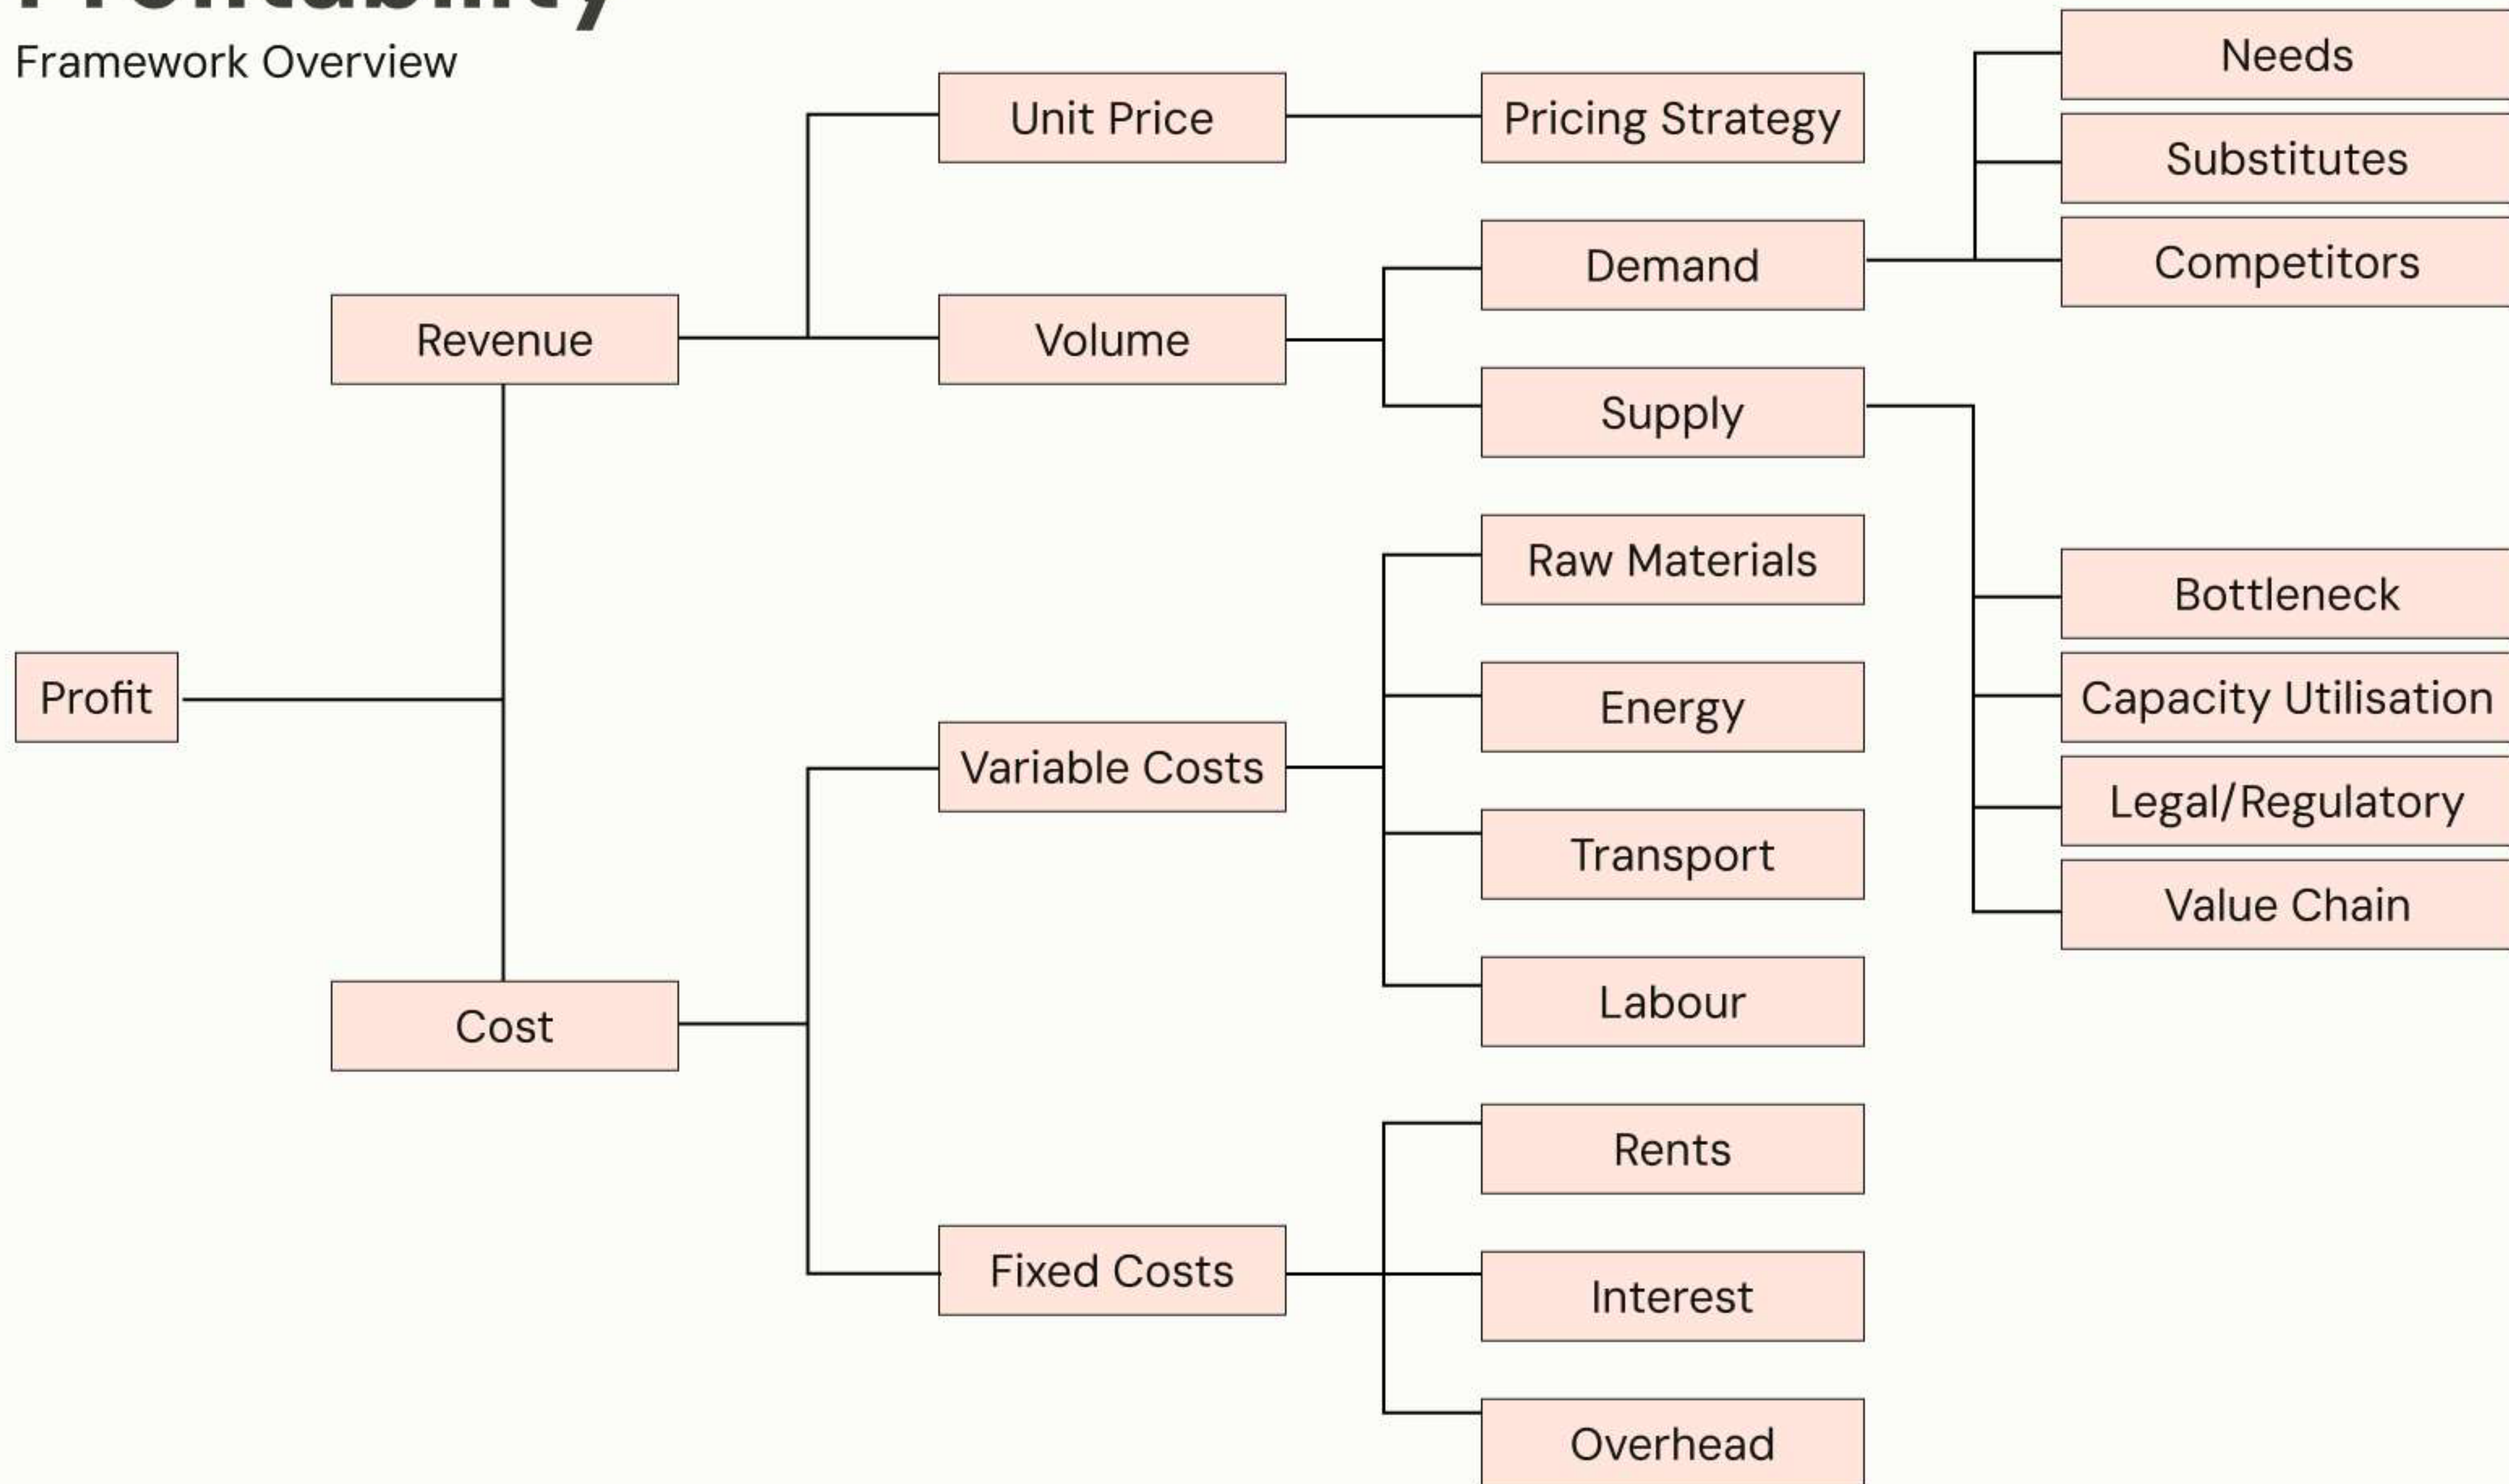 Profitability
Framework Overview
Needs
Unit Price
Pricing Strategy
Substitutes
Demand
Competitors
Revenue
Volume
Supply
Raw Materials
Bottleneck
Profit
Energy
Capacity Utilisation
Variable Costs
Legal/Regulatory
Transport
Value Chain
Cost
Labour
Rents
Fixed Costs
Interest
Overhead